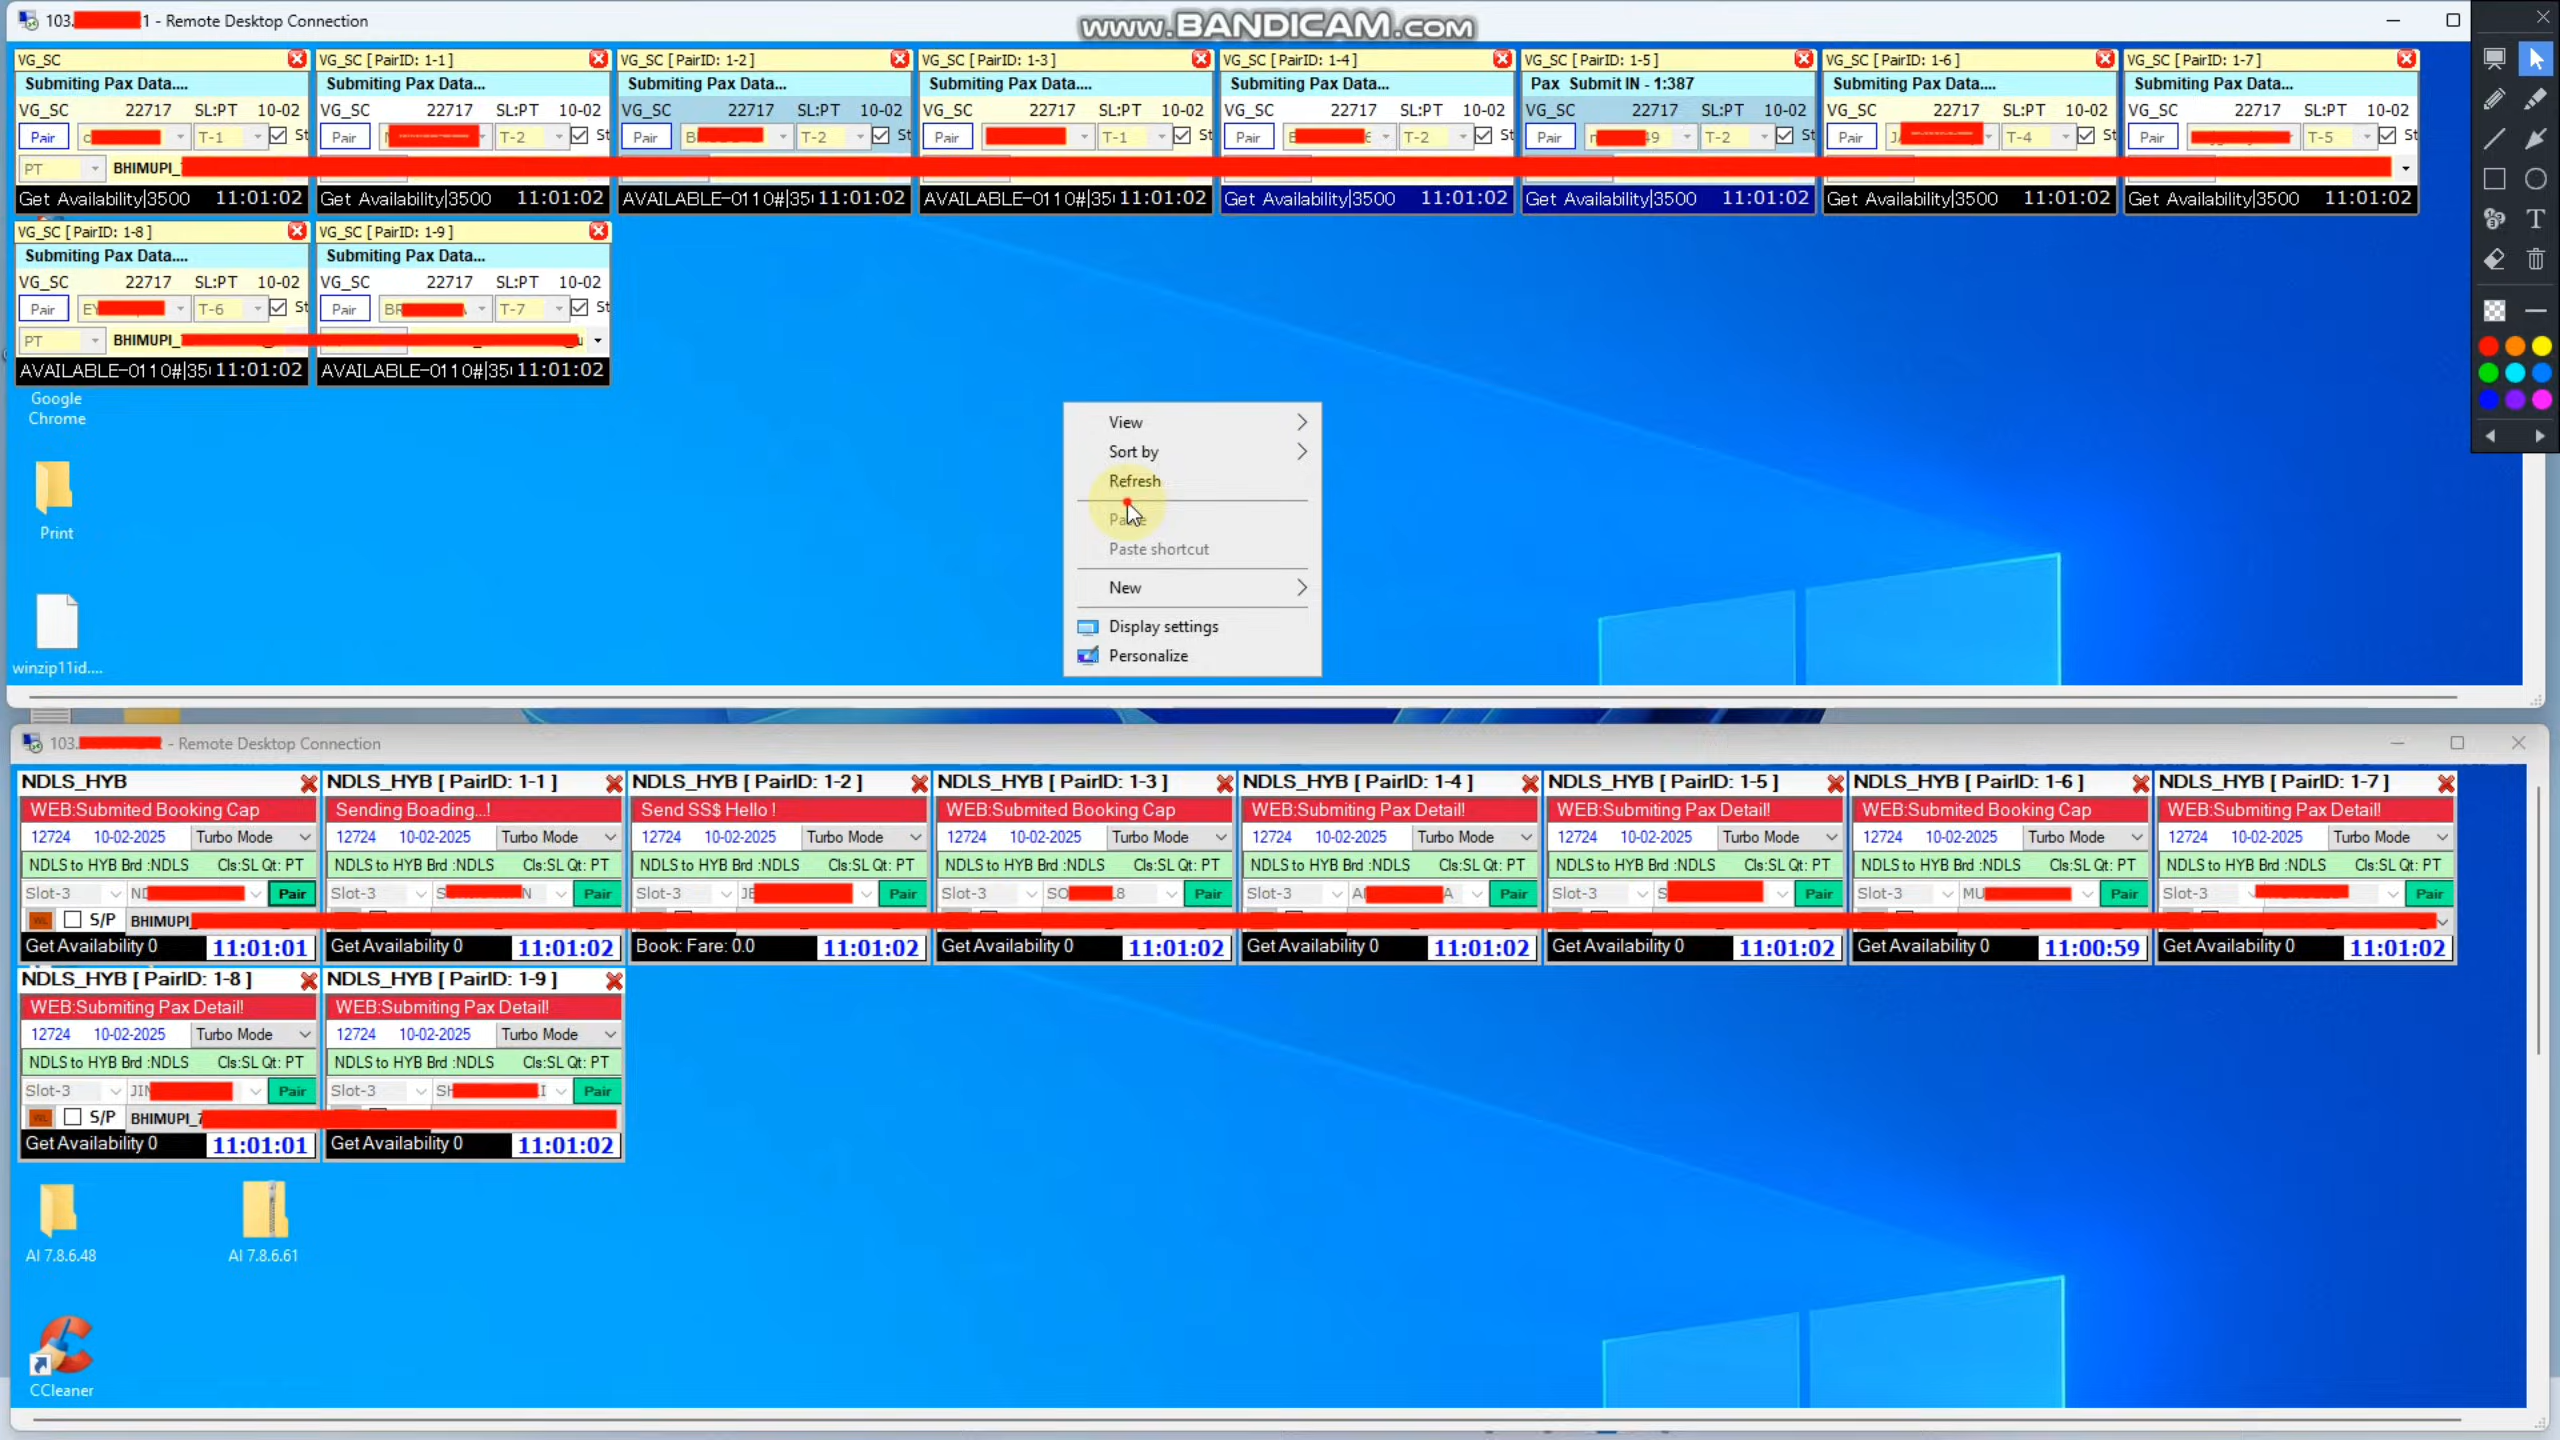 103. 1 - Remote Desktop Connection
www.BANDICAM.com
VG_SC
Submiting Pax Data....
VG_SC 22717 SL:PT 10-02
Pair T-1 St
PT BHIMUPI_
Get Availability|3500 11:01:02
VG_SC [ PairID: 1-1 ]
Submiting Pax Data...
VG_SC 22717 SL:PT 10-02
Pair T-2 St
Get Availability|3500 11:01:02
VG_SC [ PairID: 1-2 ]
Submiting Pax Data...
VG_SC 22717 SL:PT 10-02
Pair B T-2 St
AVAILABLE-0110#|35 11:01:02
VG_SC [ PairID: 1-3 ]
Submiting Pax Data....
VG_SC 22717 SL:PT 10-02
Pair T-1 St
AVAILABLE-0110#|35 11:01:02
VG_SC [ PairID: 1-4 ]
Submiting Pax Data...
VG_SC 22717 SL:PT 10-02
Pair T-2 St
Get Availability|3500 11:01:02
VG_SC [ PairID: 1-5 ]
Pax Submit IN - 1:387
VG_SC 22717 SL:PT 10-02
Pair 9 T-2 St
Get Availability|3500 11:01:02
VG_SC [ PairID: 1-6 ]
Submiting Pax Data....
VG_SC 22717 SL:PT 10-02
Pair T-4 St
Get Availability|3500 11:01:02
VG_SC [ PairID: 1-7 ]
Submiting Pax Data...
VG_SC 22717 SL:PT 10-02
Pair T-5 St
Get Availability|3500 11:01:02
VG_SC [ PairID: 1-8 ]
Submiting Pax Data....
VG_SC 22717 SL:PT 10-02
Pair EY T-6 St
PT BHIMUPI_
AVAILABLE-0110#|35 11:01:02
VG_SC [ PairID: 1-9 ]
Submiting Pax Data...
VG_SC 22717 SL:PT 10-02
Pair BR T-7 St
AVAILABLE-0110#|35 11:01:02
Google
Chrome
Print
winzip11id....
View
Sort by
Refresh
Paste shortcut
New
Display settings
Personalize
103. - Remote Desktop Connection
NDLS_HYB
WEB:Submited Booking Cap
12724 10-02-2025 Turbo Mode
NDLS to HYB Brd :NDLS Cls:SL Qt: PT
Slot-3 Pair
WL S/P BHIMUPI_
Get Availability 0 11:01:01
NDLS_HYB [ PairID: 1-1 ]
Sending Boading...!
12724 10-02-2025 Turbo Mode
NDLS to HYB Brd :NDLS Cls:SL Qt: PT
Slot-3 S N Pair
Get Availability 0 11:01:02
NDLS_HYB [ PairID: 1-2 ]
Send SS$ Hello !
12724 10-02-2025 Turbo Mode
NDLS to HYB Brd :NDLS Cls:SL Qt: PT
Slot-3 Pair
Book: Fare: 0.0 11:01:02
NDLS_HYB [ PairID: 1-3 ]
WEB:Submited Booking Cap
12724 10-02-2025 Turbo Mode
NDLS to HYB Brd :NDLS Cls:SL Qt: PT
Slot-3 SO 8 Pair
Get Availability 0 11:01:02
NDLS_HYB [ PairID: 1-4 ]
WEB:Submiting Pax Detail!
12724 10-02-2025 Turbo Mode
NDLS to HYB Brd :NDLS Cls:SL Qt: PT
Slot-3 A Pair
Get Availability 0 11:01:02
NDLS_HYB [ PairID: 1-5 ]
WEB:Submiting Pax Detail!
12724 10-02-2025 Turbo Mode
NDLS to HYB Brd :NDLS Cls:SL Qt: PT
Slot-3 S Pair
Get Availability 0 11:01:02
NDLS_HYB [ PairID: 1-6 ]
WEB:Submited Booking Cap
12724 10-02-2025 Turbo Mode
NDLS to HYB Brd :NDLS Cls:SL Qt: PT
Slot-3 MU Pair
Get Availability 0 11:00:59
NDLS_HYB [ PairID: 1-7 ]
WEB:Submiting Pax Detail!
12724 10-02-2025 Turbo Mode
NDLS to HYB Brd :NDLS Cls:SL Qt: PT
Slot-3 Pair
Get Availability 0 11:01:02
NDLS_HYB [ PairID: 1-8 ]
WEB:Submiting Pax Detail!
12724 10-02-2025 Turbo Mode
NDLS to HYB Brd :NDLS Cls:SL Qt: PT
Slot-3 Pair
WL S/P BHIMUPI_7
Get Availability 0 11:01:01
NDLS_HYB [ PairID: 1-9 ]
WEB:Submiting Pax Detail!
12724 10-02-2025 Turbo Mode
NDLS to HYB Brd :NDLS Cls:SL Qt: PT
Slot-3 SH I Pair
Get Availability 0 11:01:02
AI 7.8.6.48
AI 7.8.6.61
CCleaner